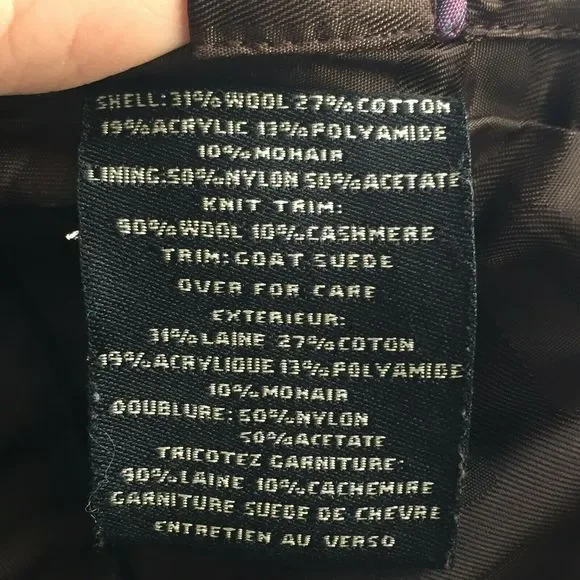 SHELL: 31% WOOL 27% COTTON
19% ACRYLIC 13% POLYAMIDE
10% MOHAIR
LINING: 50% NYLON 50% ACETATE
KNIT TRIM:
90% WOOL 10% CASHMERE
TRIM: GOAT SUEDE
OVER FOR CARE
EXTERIEUR:
31% LAINE 27% COTON
19% ACRYLIQUE 13% POLYAMIDE
10% MOHAIR
DOUBLURE: 50% NYLON
50% ACETATE
TRICOTEZ GARNITURE:
90% LAINE 10% CACHEMIRE
GARNITURE SUEDE DE CHEVRE
ENTRETIEN AU VERSO